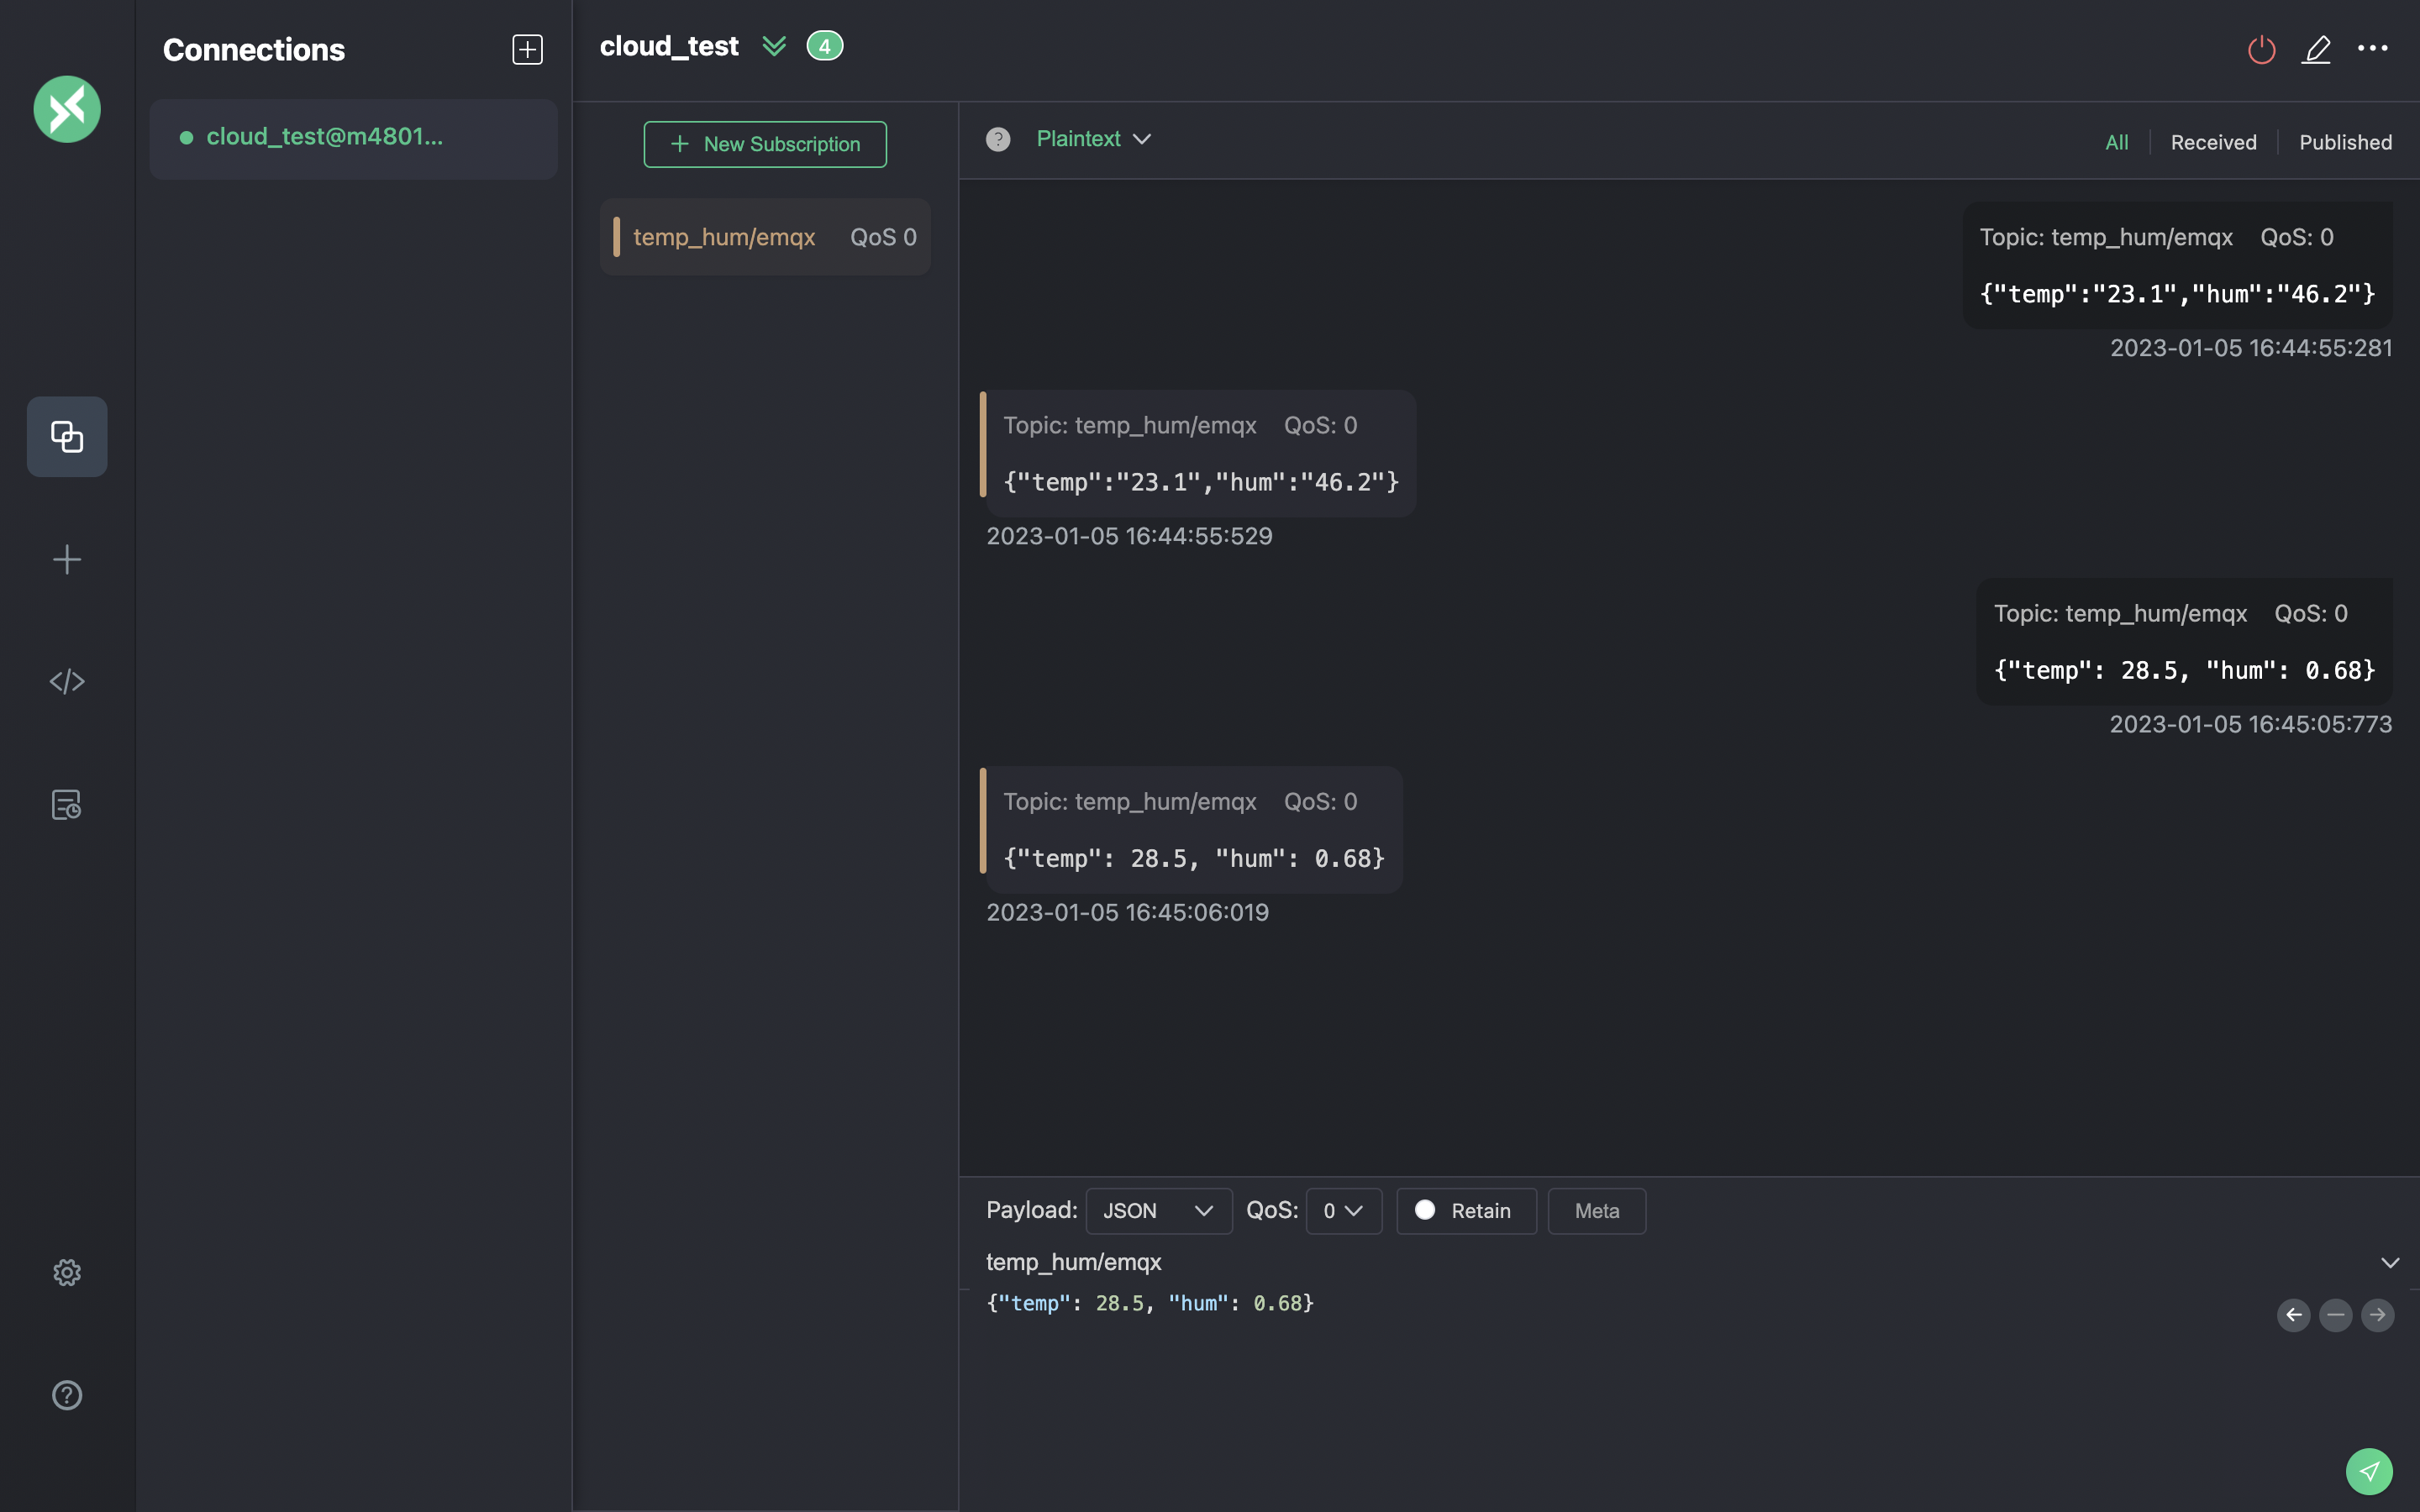 Connections
cloud_test@m4801...
cloud_test 4
New Subscription
temp_hum/emqx QoS 0
Plaintext
All Received Published
Topic: temp_hum/emqx QoS: 0
{"temp":"23.1","hum":"46.2"}
2023-01-05 16:44:55:281
Topic: temp_hum/emqx QoS: 0
{"temp":"23.1","hum":"46.2"}
2023-01-05 16:44:55:529
Topic: temp_hum/emqx QoS: 0
{"temp": 28.5, "hum": 0.68}
2023-01-05 16:45:05:773
Topic: temp_hum/emqx QoS: 0
{"temp": 28.5, "hum": 0.68}
2023-01-05 16:45:06:019
Payload: JSON QoS: 0 Retain Meta
temp_hum/emqx
{"temp": 28.5, "hum": 0.68}